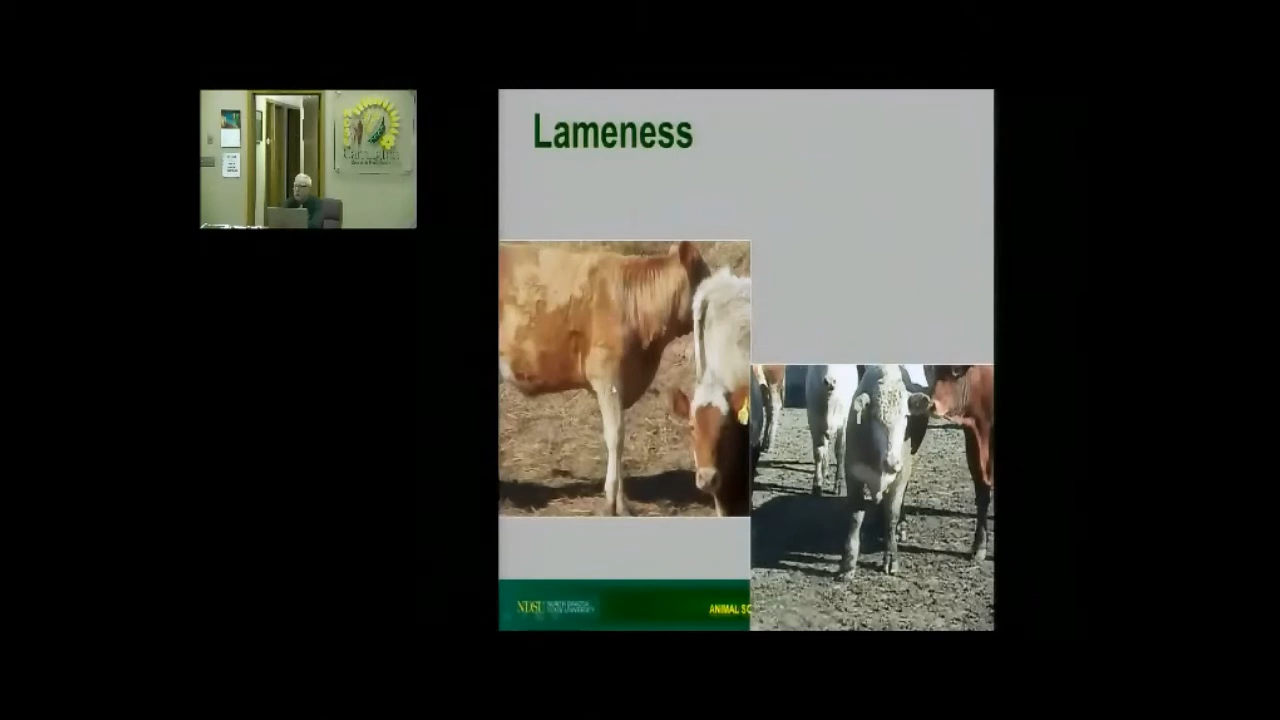 Lameness
NDSU
NORTH DAKOTA
STATE UNIVERSITY
ANIMAL SC